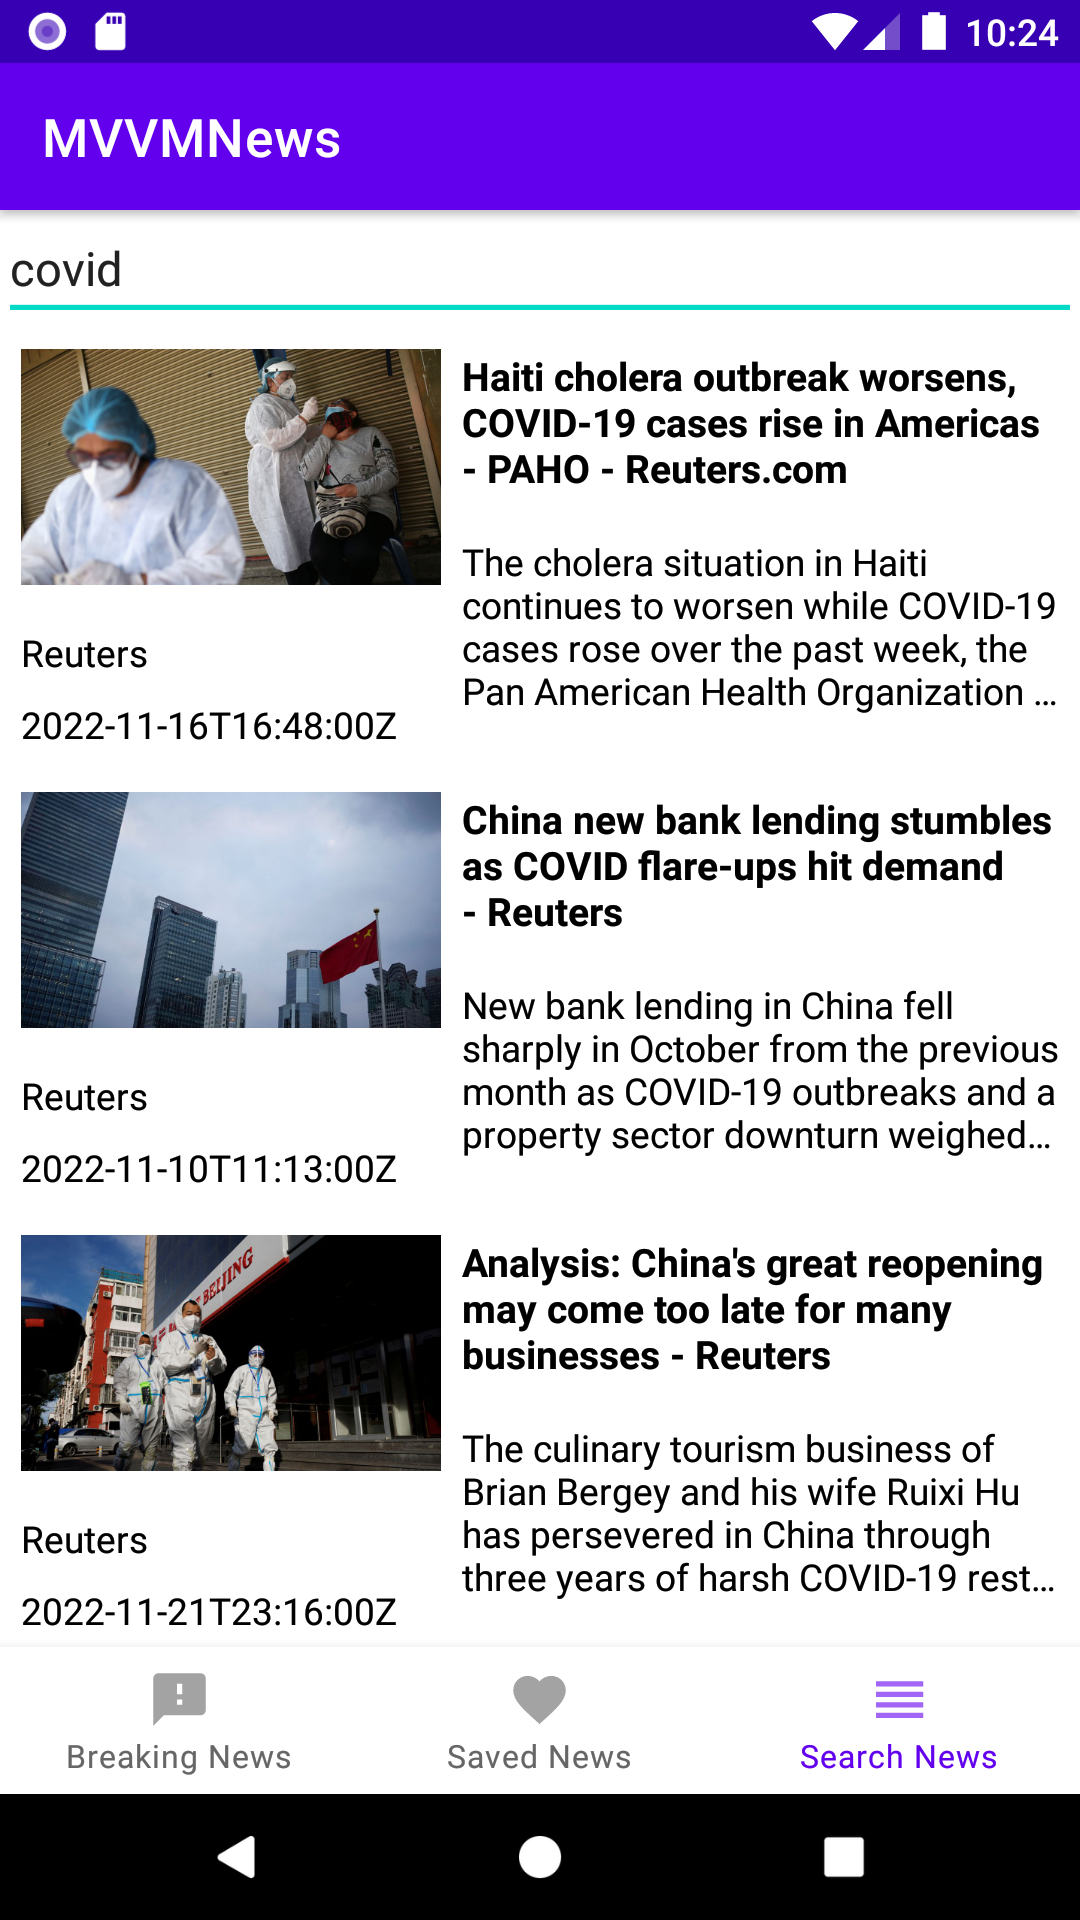 10:24
MVVMNews
covid
Haiti cholera outbreak worsens,
COVID-19 cases rise in Americas
- PAHO - Reuters.com
The cholera situation in Haiti
continues to worsen while COVID-19
cases rose over the past week, the
Pan American Health Organization …
Reuters
2022-11-16T16:48:00Z
China new bank lending stumbles
as COVID flare-ups hit demand
- Reuters
New bank lending in China fell
sharply in October from the previous
month as COVID-19 outbreaks and a
property sector downturn weighed…
Reuters
2022-11-10T11:13:00Z
BEIJING
Analysis: China's great reopening
may come too late for many
businesses - Reuters
The culinary tourism business of
Brian Bergey and his wife Ruixi Hu
has persevered in China through
three years of harsh COVID-19 rest…
Reuters
2022-11-21T23:16:00Z
Breaking News
Saved News
Search News